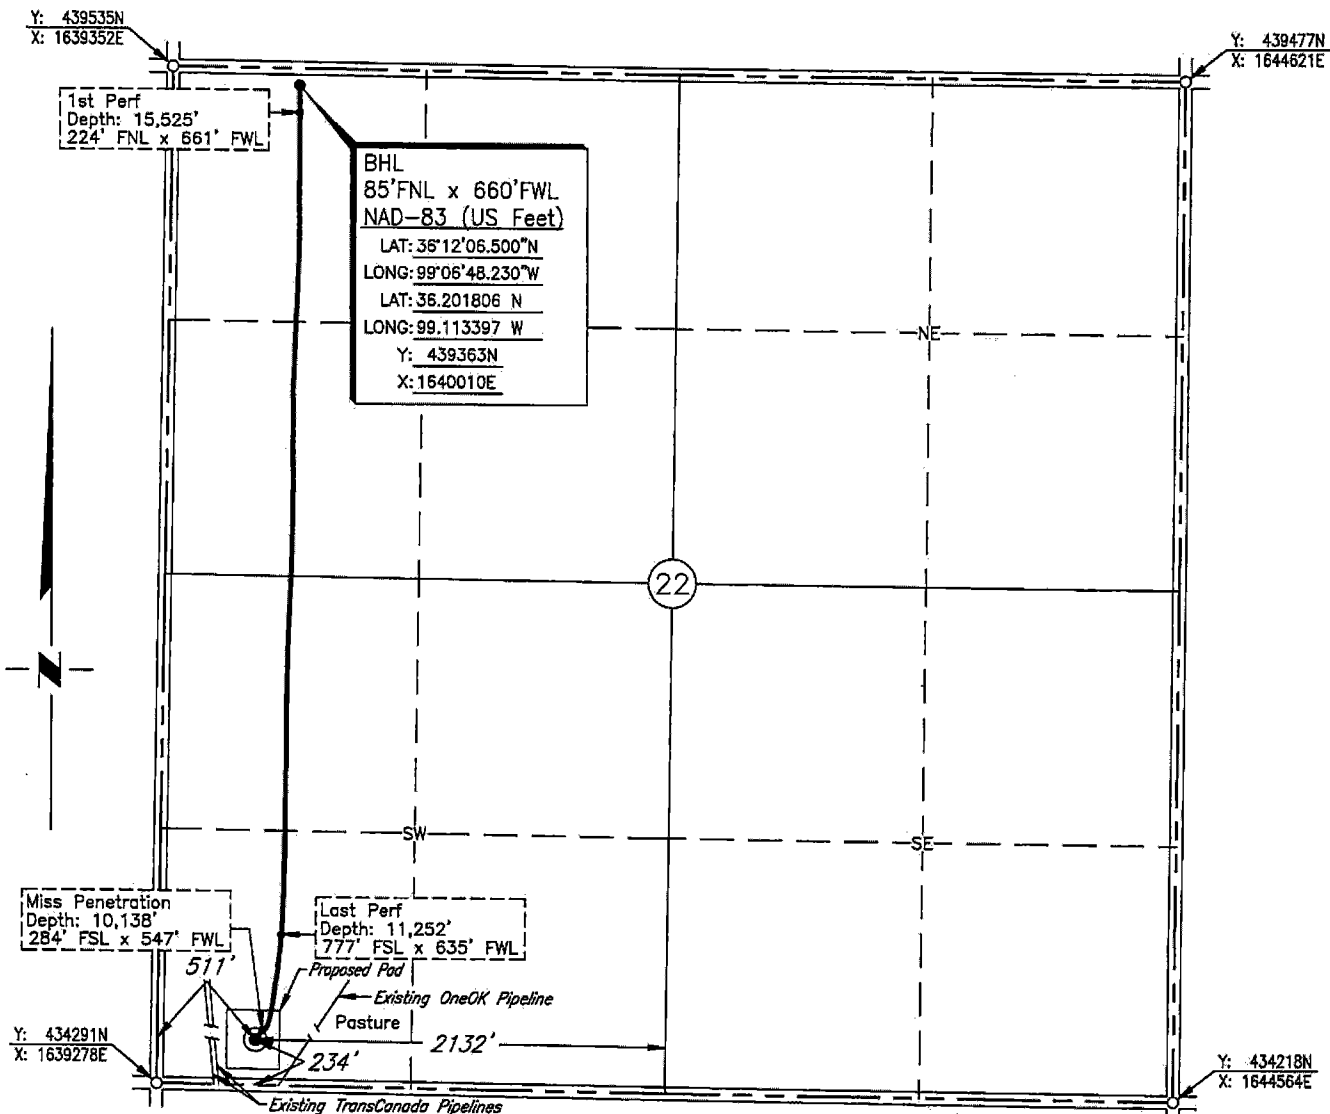 Y: 439535N
X: 1639352E
Y: 439477N
X: 1644621E
1st Perf
Depth: 15,525'
224' FNL x 661' FWL
BHL
85'FNL x 660'FWL
NAD-83 (US Feet)
LAT: 36°12'06.500"N
LONG: 99°06'48.230"W
LAT: 36.201806 N
LONG: 99.113397 W
Y: 439363N
X: 1640010E
NE
22
N
SW
SE
Miss Penetration
Depth: 10,138'
284' FSL x 547' FWL
Last Perf
Depth: 11,252'
777' FSL x 635' FWL
511'
Proposed Pad
Existing OneOK Pipeline
Pasture
2132'
234'
Y: 434291N
X: 1639278E
Y: 434218N
X: 1644564E
Existing TransCanada Pipelines